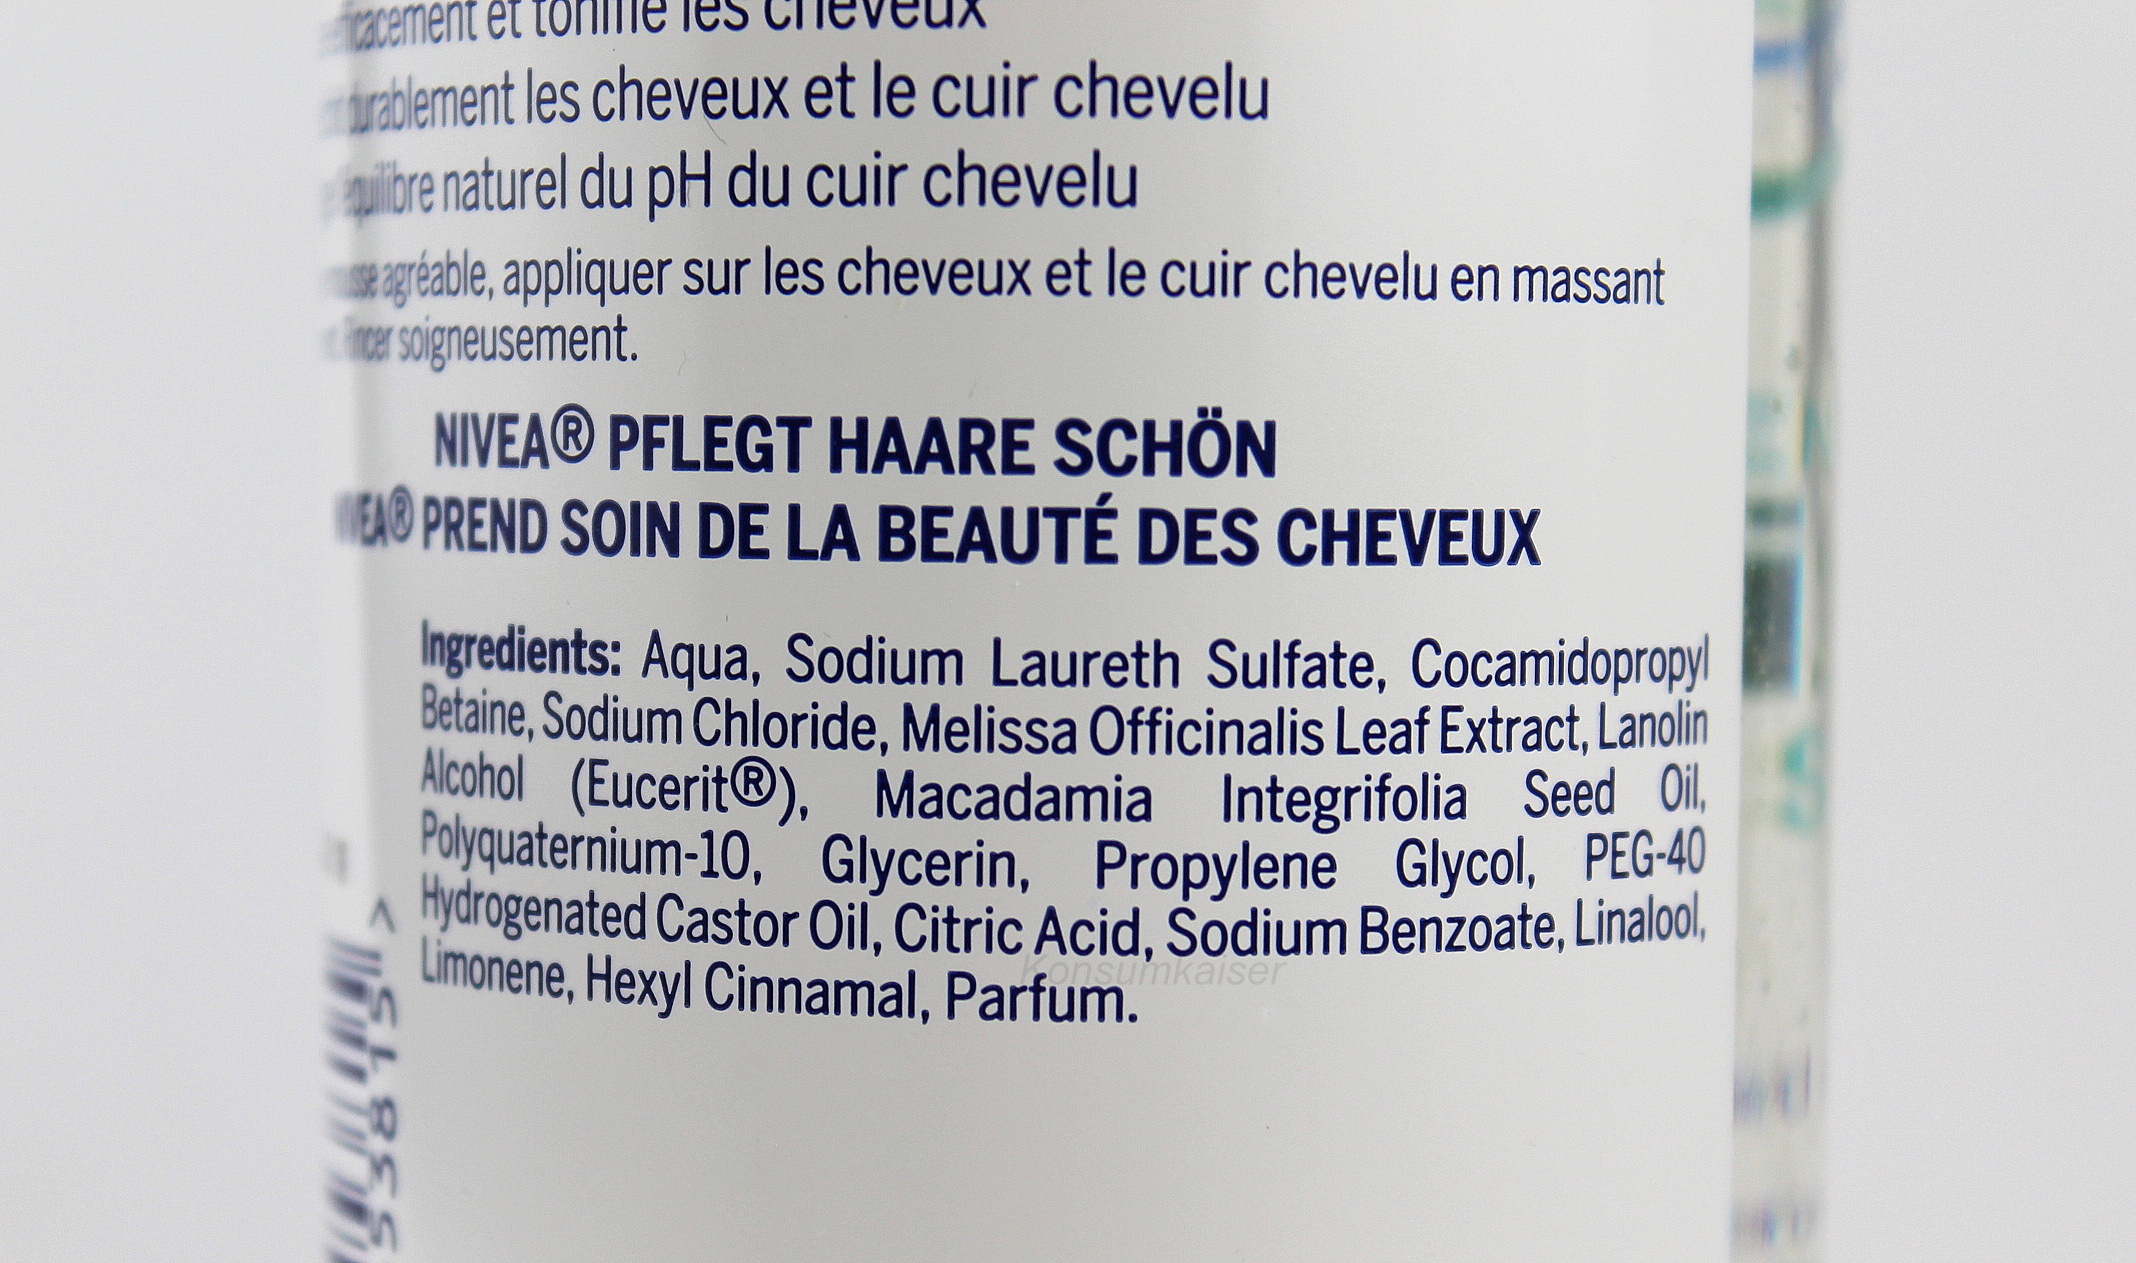 et tonifie les cheveux
durablement les cheveux et le cuir chevelu
équilibre naturel du pH du cuir chevelu
agréable, appliquer sur les cheveux et le cuir chevelu en massant
Rincer soigneusement.
NIVEA® PFLEGT HAARE SCHÖN
NIVEA® PREND SOIN DE LA BEAUTÉ DES CHEVEUX
Ingredients: Aqua, Sodium Laureth Sulfate, Cocamidopropyl
Betaine, Sodium Chloride, Melissa Officinalis Leaf Extract, Lanolin
Alcohol (Eucerit®), Macadamia Integrifolia Seed Oil,
Polyquaternium-10, Glycerin, Propylene Glycol, PEG-40
Hydrogenated Castor Oil, Citric Acid, Sodium Benzoate, Linalool,
Limonene, Hexyl Cinnamal, Parfum.
Konsumkaiser